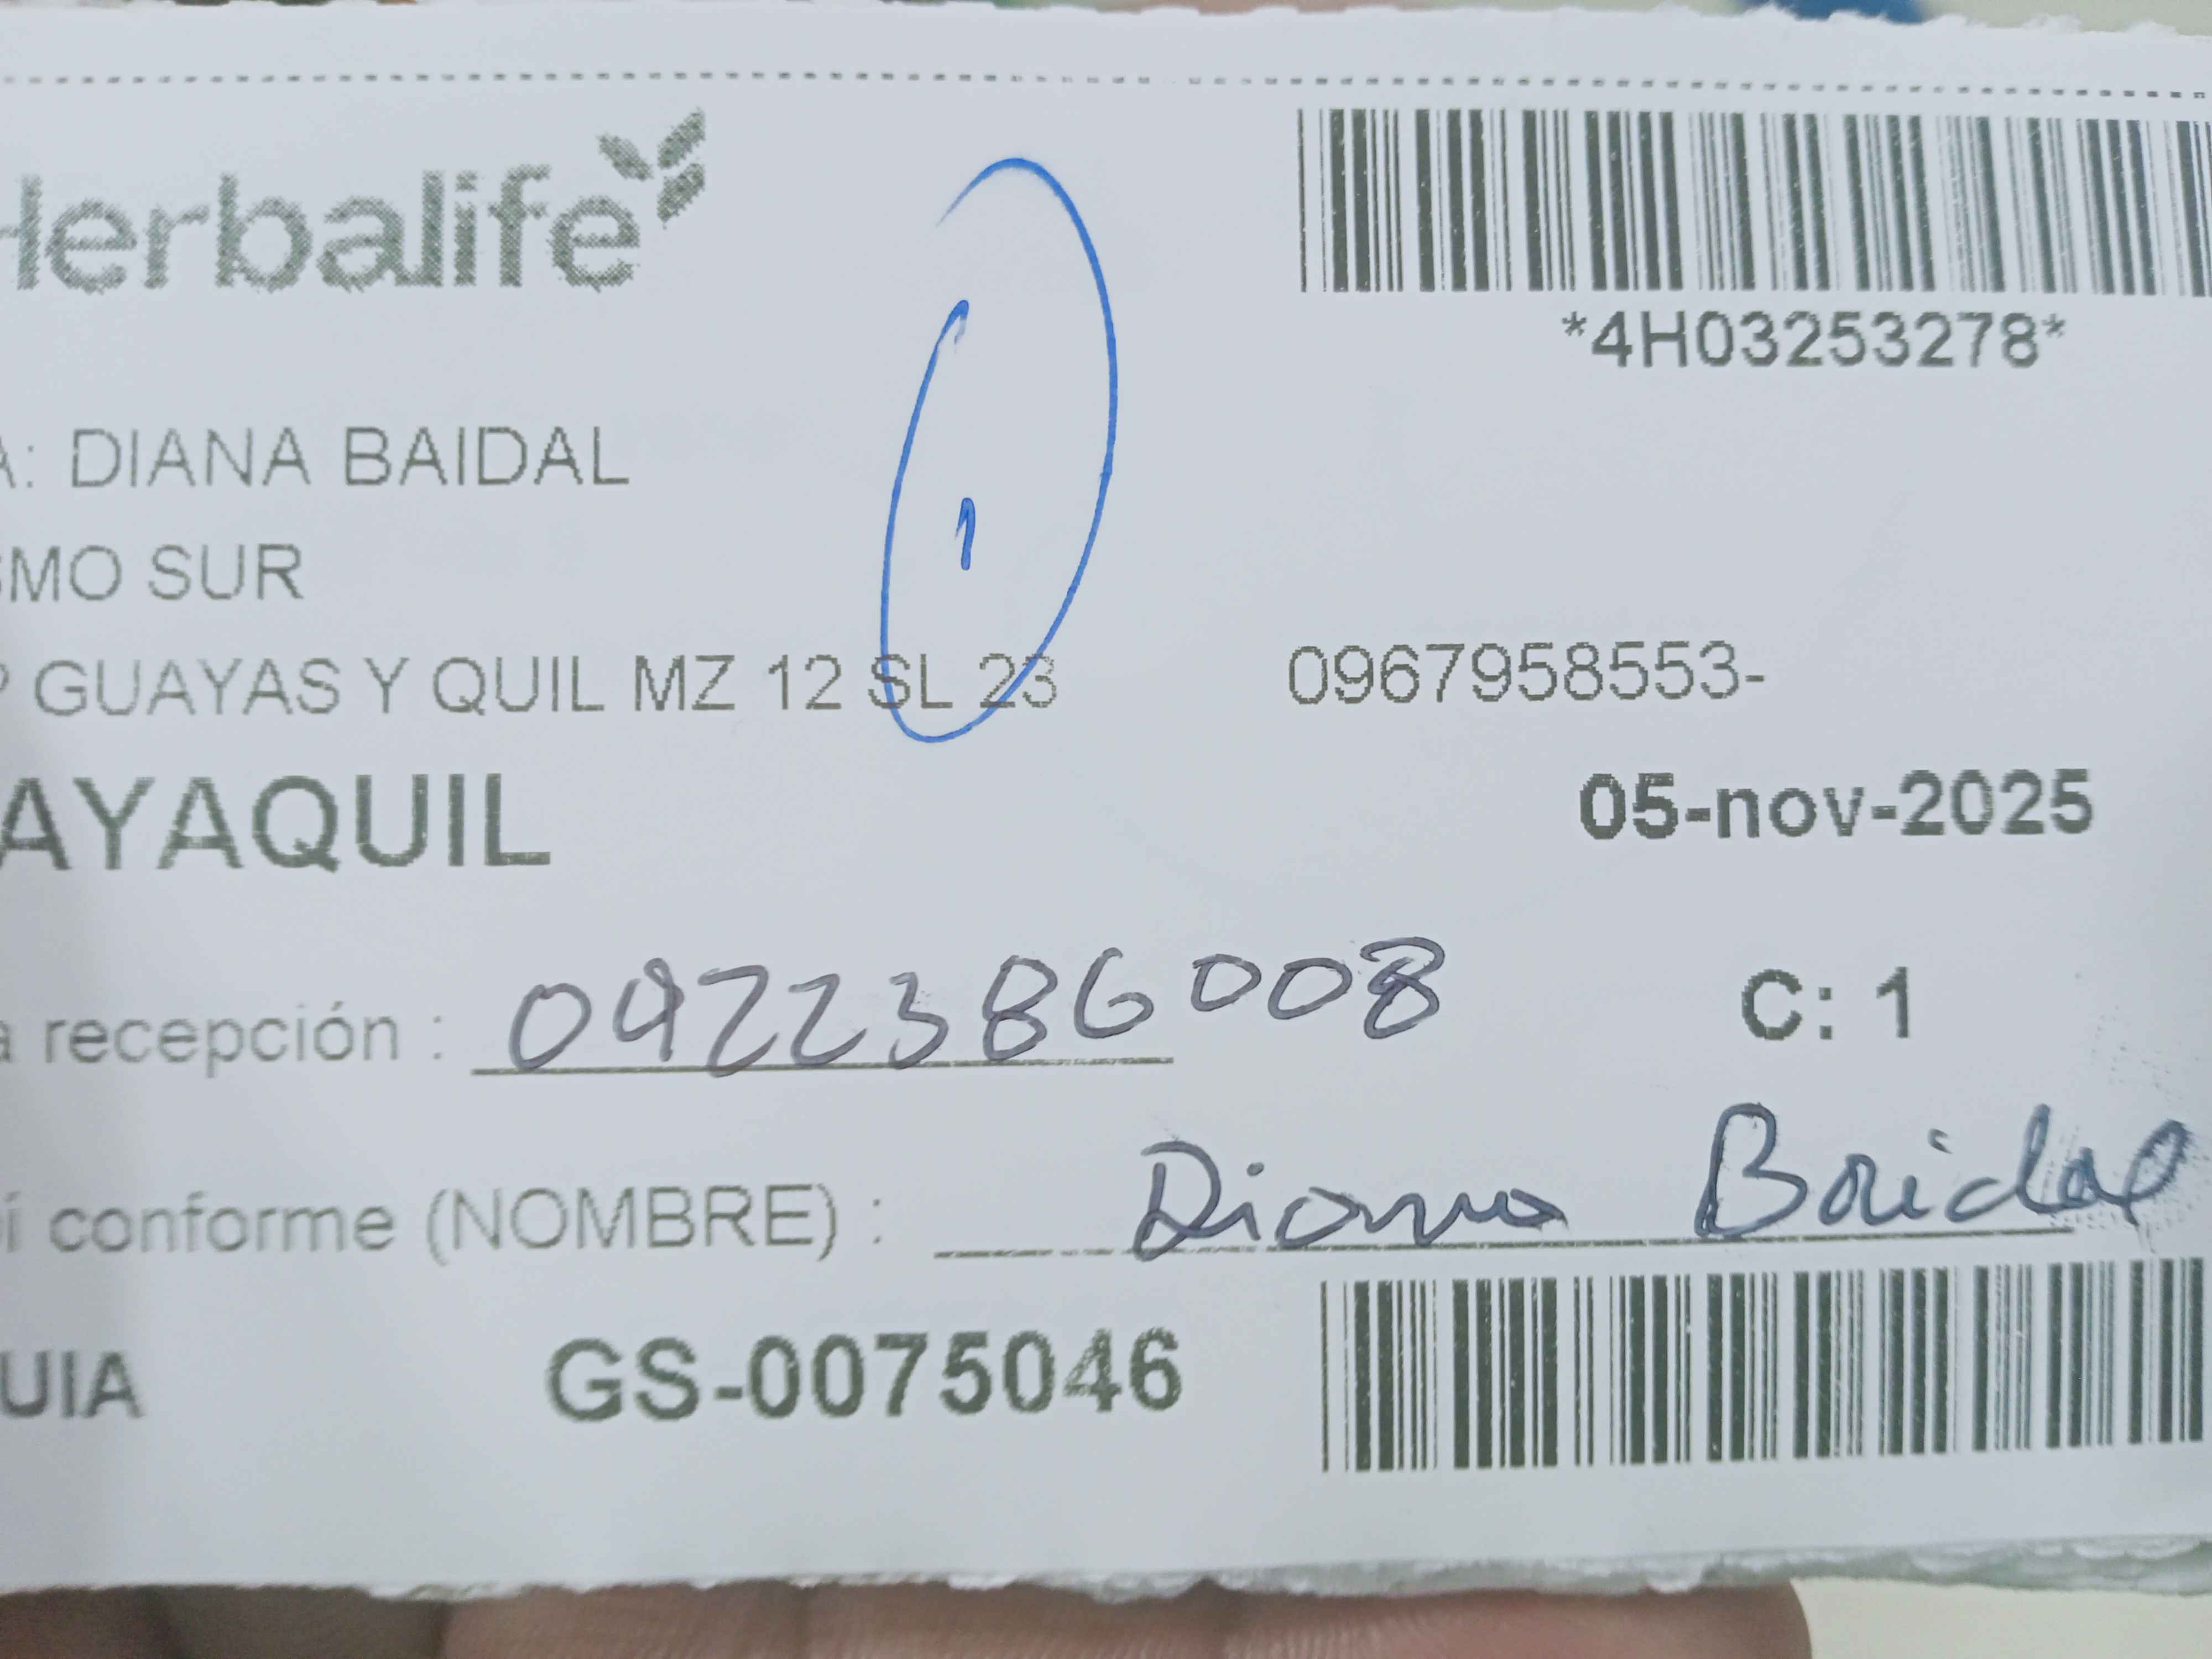 Herbalife
*4H03253278*
A: DIANA BAIDAL
SMO SUR
P GUAYAS Y QUIL MZ 12 SL 23 0967958553-
AYAQUIL 05-nov-2025
1
a recepción : 0922386008 C: 1
í conforme (NOMBRE) : Diana Baidal
UIA GS-0075046